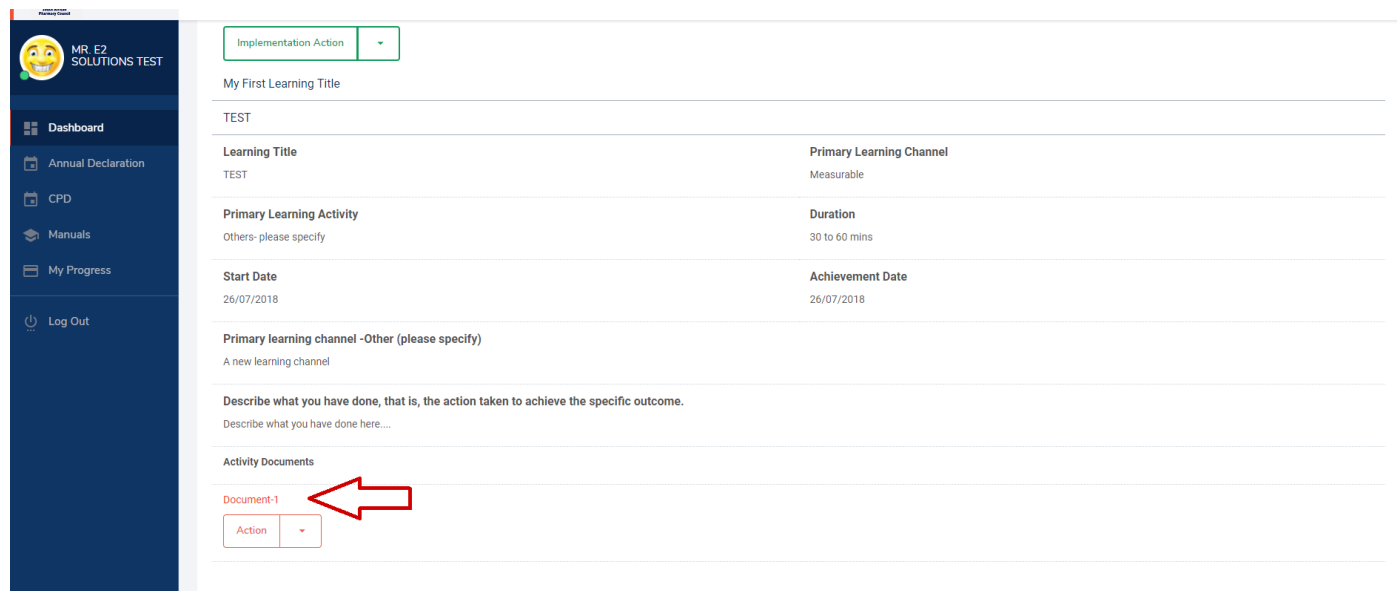 Pharmacy Council
MR. E2
SOLUTIONS TEST
Dashboard
Annual Declaration
CPD
Manuals
My Progress
Log Out
Implementation Action
My First Learning Title
TEST
Learning Title
TEST
Primary Learning Channel
Measurable
Primary Learning Activity
Others- please specify
Duration
30 to 60 mins
Start Date
26/07/2018
Achievement Date
26/07/2018
Primary learning channel -Other (please specify)
A new learning channel
Describe what you have done, that is, the action taken to achieve the specific outcome.
Describe what you have done here....
Activity Documents
Document-1
Action